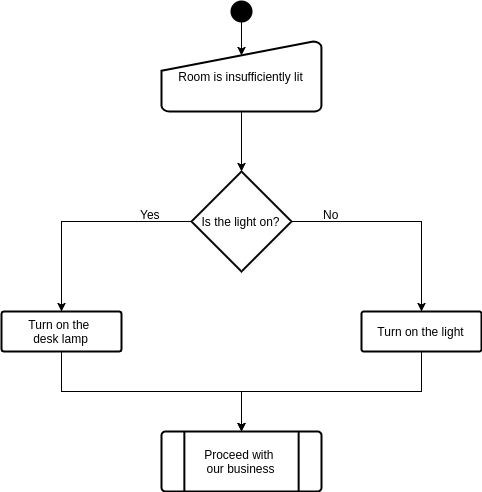 Room is insufficiently lit
Is the light on?
Yes
No
Turn on the
desk lamp
Turn on the light
Proceed with
our business